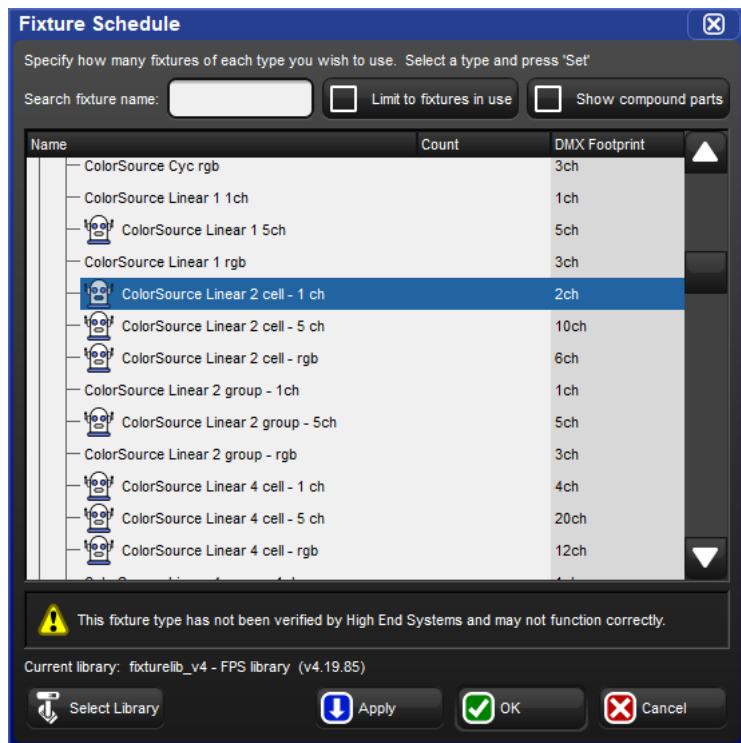 Fixture Schedule
Specify how many fixtures of each type you wish to use. Select a type and press 'Set'
Search fixture name: Limit to fixtures in use Show compound parts
Name Count DMX Footprint
ColorSource Cyc rgb 3ch
ColorSource Linear 1 1ch 1ch
ColorSource Linear 1 5ch 5ch
ColorSource Linear 1 rgb 3ch
ColorSource Linear 2 cell - 1 ch 2ch
ColorSource Linear 2 cell - 5 ch 10ch
ColorSource Linear 2 cell - rgb 6ch
ColorSource Linear 2 group - 1ch 1ch
ColorSource Linear 2 group - 5ch 5ch
ColorSource Linear 2 group - rgb 3ch
ColorSource Linear 4 cell - 1 ch 4ch
ColorSource Linear 4 cell - 5 ch 20ch
ColorSource Linear 4 cell - rgb 12ch
This fixture type has not been verified by High End Systems and may not function correctly.
Current library: fixturelib_v4 - FPS library (v4.19.85)
Select Library Apply OK Cancel